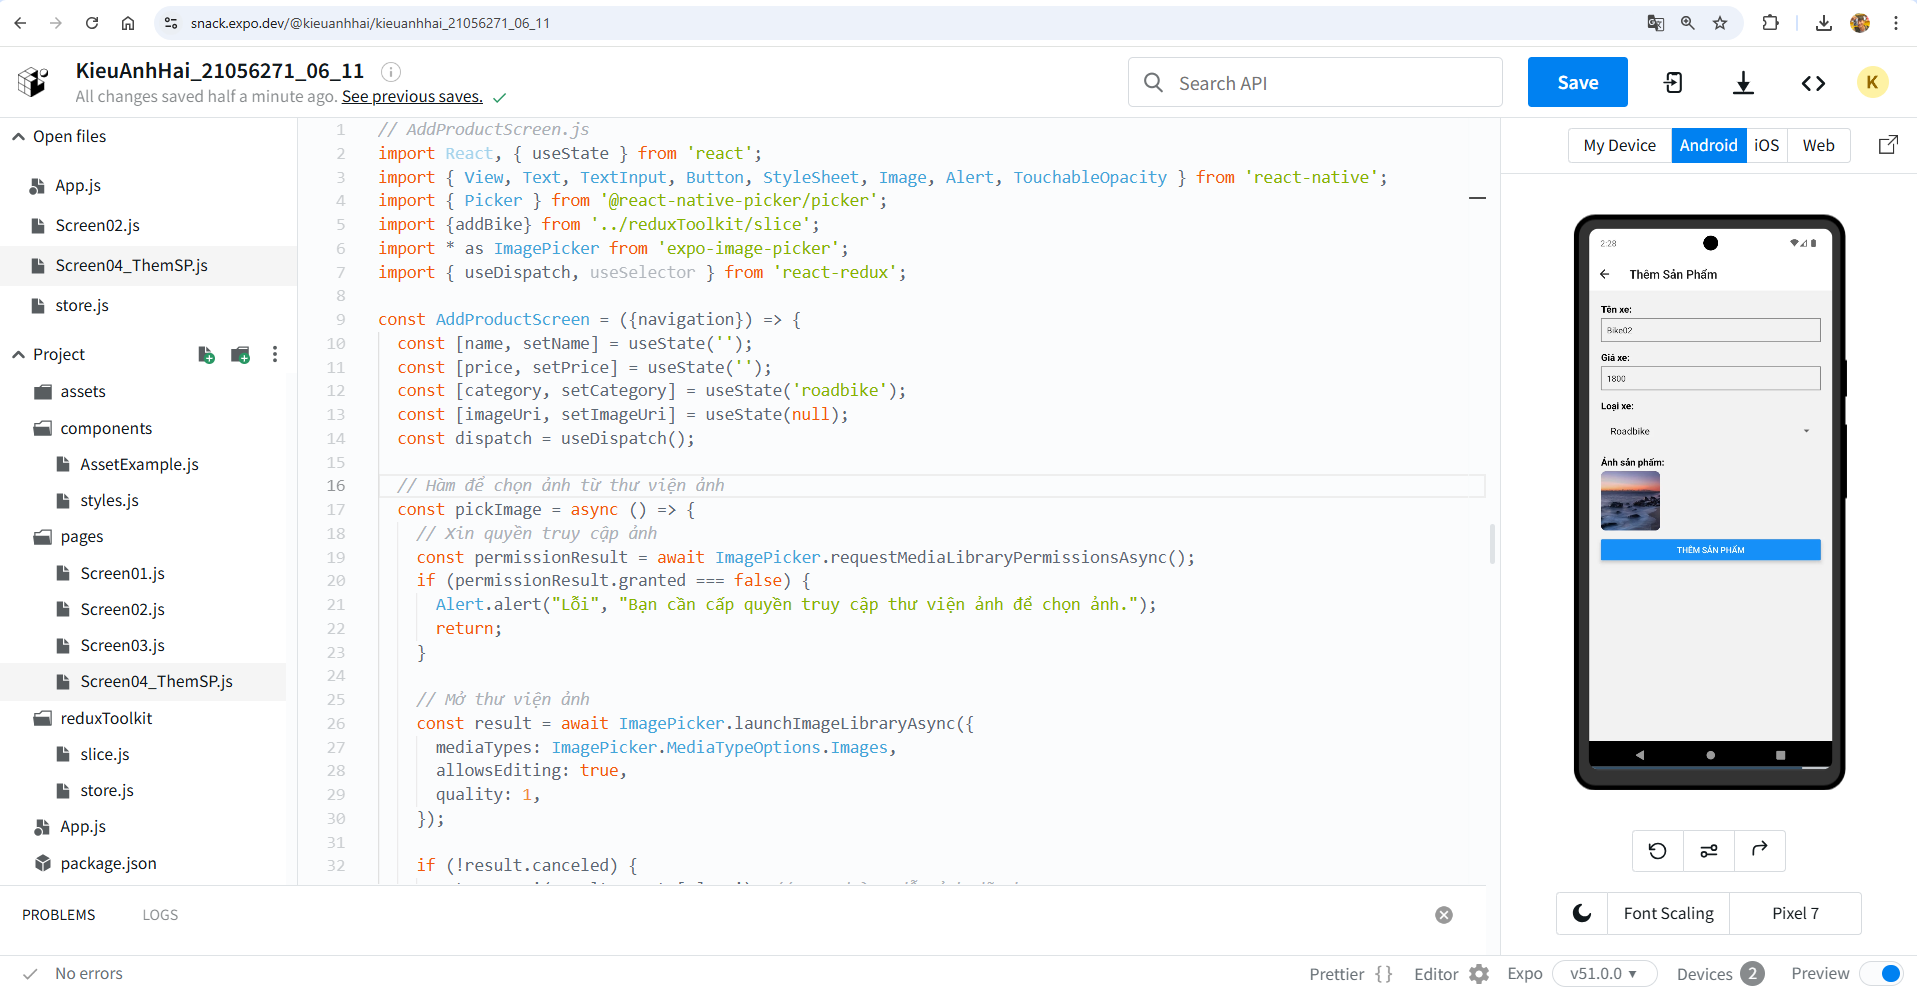 snack.expo.dev/@kieuanhhai/kieuanhhai_21056271_06_11
KieuAnhHai_21056271_06_11
All changes saved half a minute ago. See previous saves.
Search API
Save
K
Open files
App.js
Screen02.js
Screen04_ThemSP.js
store.js
Project
assets
components
AssetExample.js
styles.js
pages
Screen01.js
Screen02.js
Screen03.js
Screen04_ThemSP.js
reduxToolkit
slice.js
store.js
App.js
package.json
1 // AddProductScreen.js
2 import React, { useState } from 'react';
3 import { View, Text, TextInput, Button, StyleSheet, Image, Alert, TouchableOpacity } from 'react-native';
4 import { Picker } from '@react-native-picker/picker';
5 import {addBike} from '../reduxToolkit/slice';
6 import * as ImagePicker from 'expo-image-picker';
7 import { useDispatch, useSelector } from 'react-redux';
8
9 const AddProductScreen = ({navigation}) => {
10 const [name, setName] = useState('');
11 const [price, setPrice] = useState('');
12 const [category, setCategory] = useState('roadbike');
13 const [imageUri, setImageUri] = useState(null);
14 const dispatch = useDispatch();
15
16 // Hàm để chọn ảnh từ thư viện ảnh
17 const pickImage = async () => {
18 // Xin quyền truy cập ảnh
19 const permissionResult = await ImagePicker.requestMediaLibraryPermissionsAsync();
20 if (permissionResult.granted === false) {
21 Alert.alert("Lỗi", "Bạn cần cấp quyền truy cập thư viện ảnh để chọn ảnh.");
22 return;
23 }
24
25 // Mở thư viện ảnh
26 const result = await ImagePicker.launchImageLibraryAsync({
27 mediaTypes: ImagePicker.MediaTypeOptions.Images,
28 allowsEditing: true,
29 quality: 1,
30 });
31
32 if (!result.canceled) {
My Device
Android
iOS
Web
2:28
Thêm Sản Phẩm
Tên xe:
Bike02
Giá xe:
1800
Loại xe:
Roadbike
Ảnh sản phẩm:
THÊM SẢN PHẨM
Font Scaling
Pixel 7
PROBLEMS
LOGS
No errors
Prettier {}
Editor
Expo
v51.0.0
Devices 2
Preview